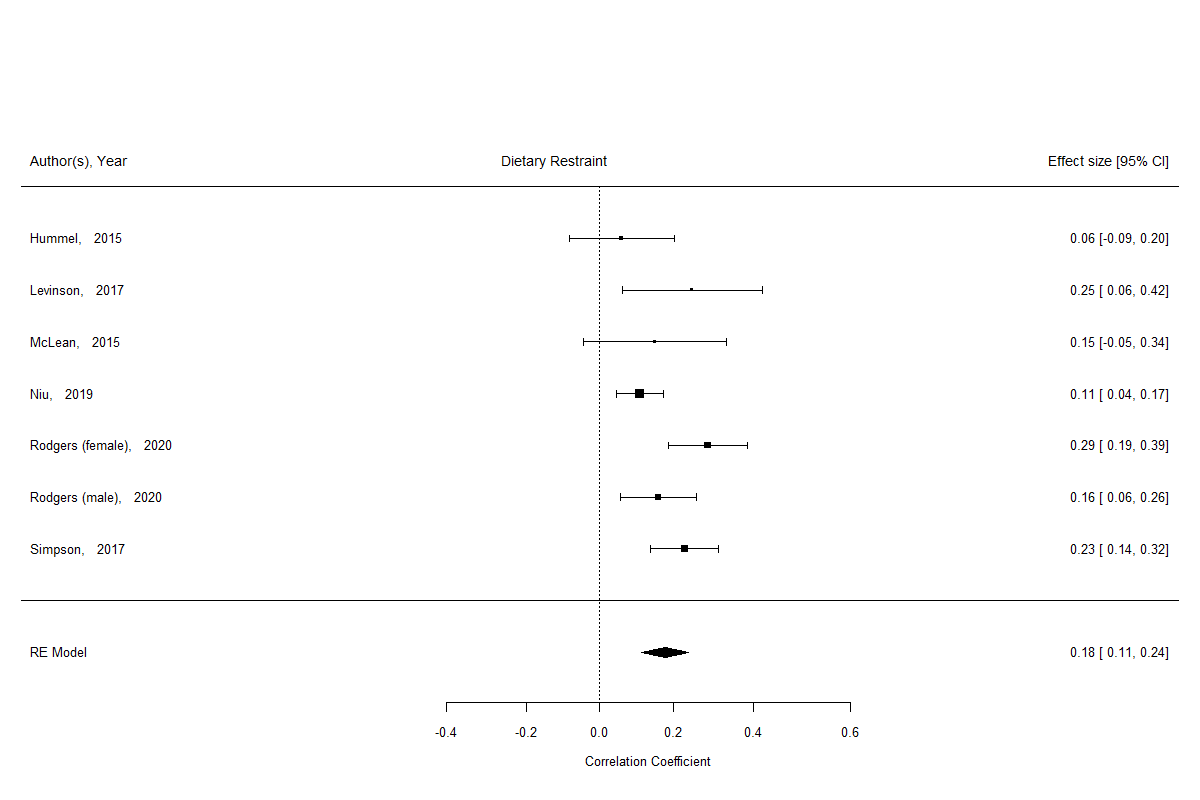 Author(s), Year Dietary Restraint Effect size [95% CI]
Hummel, 2015 0.06 [-0.09, 0.20]
Levinson, 2017 0.25 [ 0.06, 0.42]
McLean, 2015 0.15 [-0.05, 0.34]
Niu, 2019 0.11 [ 0.04, 0.17]
Rodgers (female), 2020 0.29 [ 0.19, 0.39]
Rodgers (male), 2020 0.16 [ 0.06, 0.26]
Simpson, 2017 0.23 [ 0.14, 0.32]
RE Model 0.18 [ 0.11, 0.24]
-0.4 -0.2 0.0 0.2 0.4 0.6
Correlation Coefficient